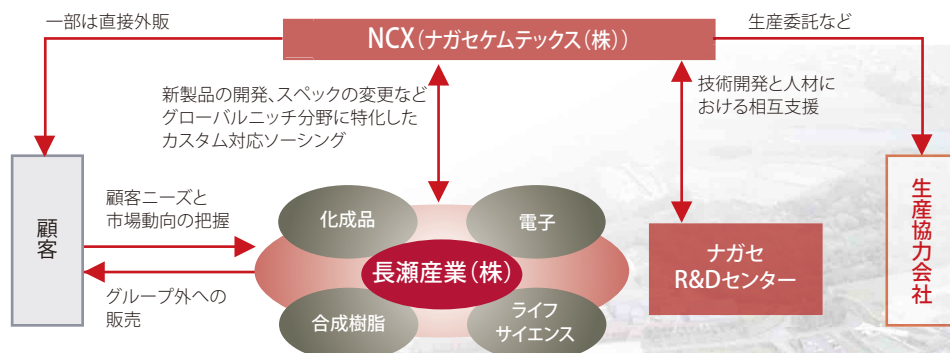 一部は直接外販
NCX(ナガセケムテックス(株))
生産委託など
新製品の開発、スペックの変更など
グローバルニッチ分野に特化した
カスタム対応ソーシング
技術開発と人材に
おける相互支援
顧客
顧客ニーズと
市場動向の把握
グループ外への
販売
化成品
電子
長瀬産業(株)
合成樹脂
ライフ
サイエンス
ナガセ
R&Dセンター
生産協力会社